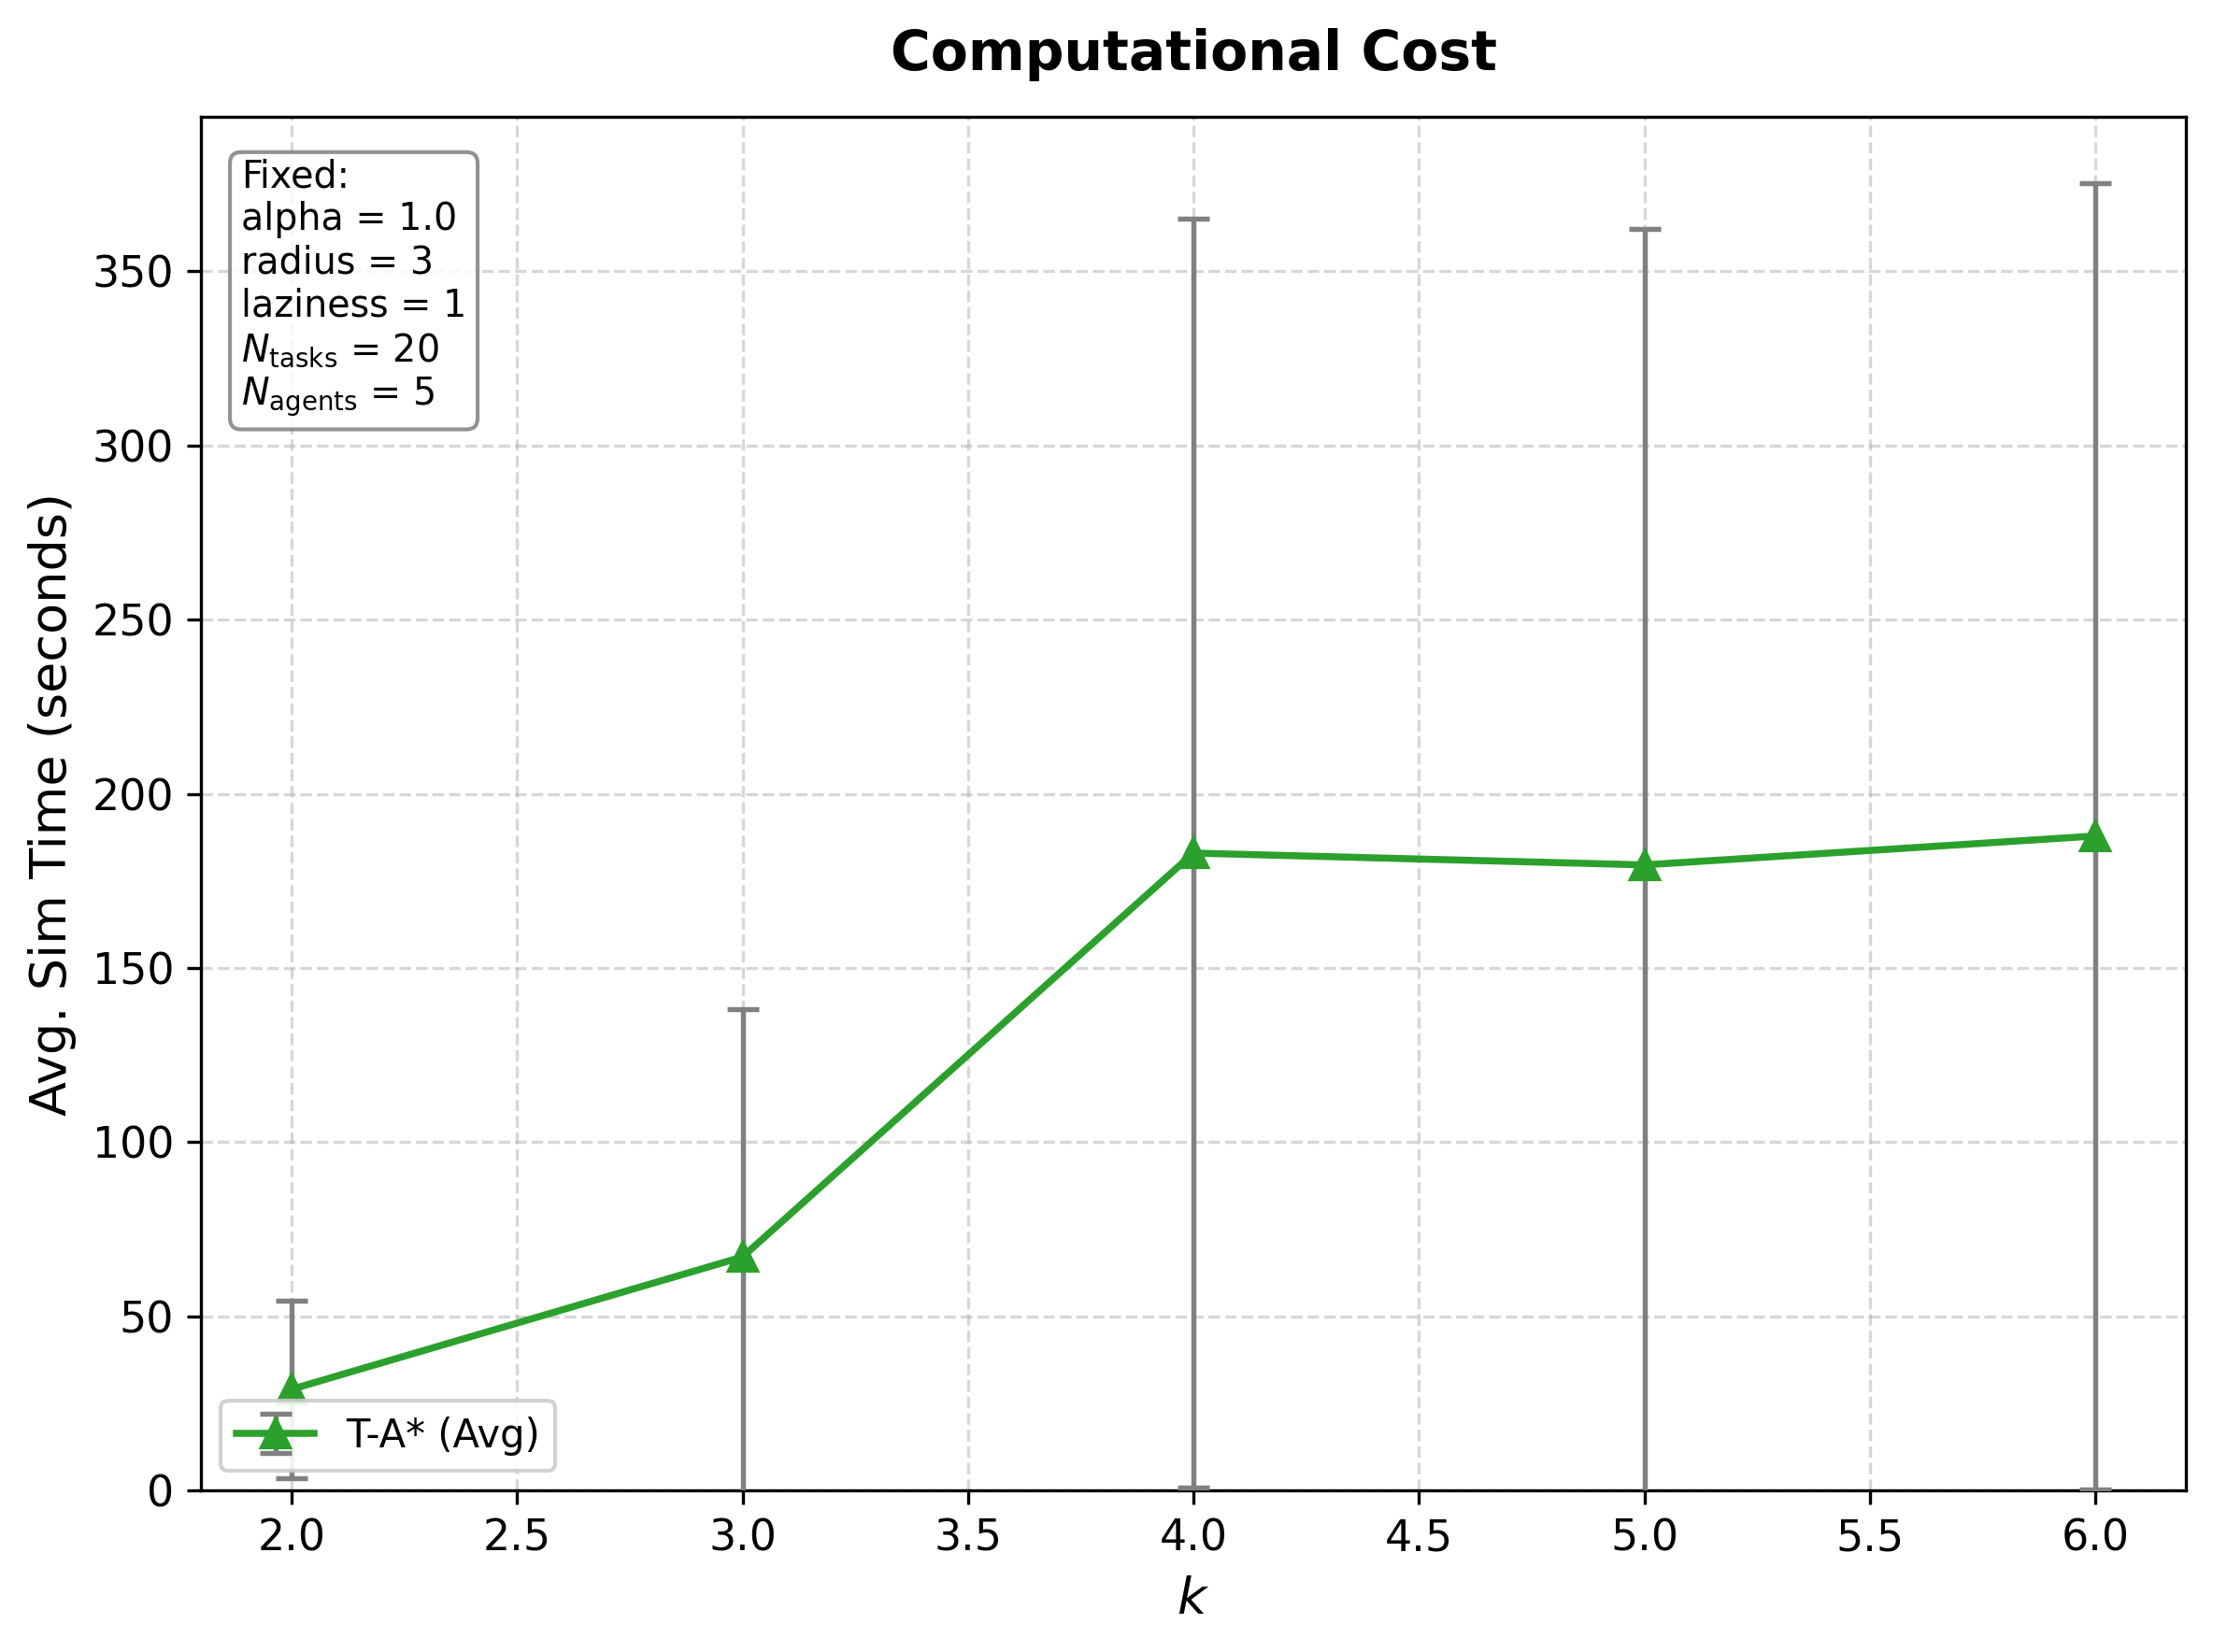 Computational Cost
Fixed:
alpha = 1.0
radius = 3
laziness = 1
N_tasks = 20
N_agents = 5
Avg. Sim Time (seconds)
350
300
250
200
150
100
50
0
T-A* (Avg)
2.0 2.5 3.0 3.5 4.0 4.5 5.0 5.5 6.0
k